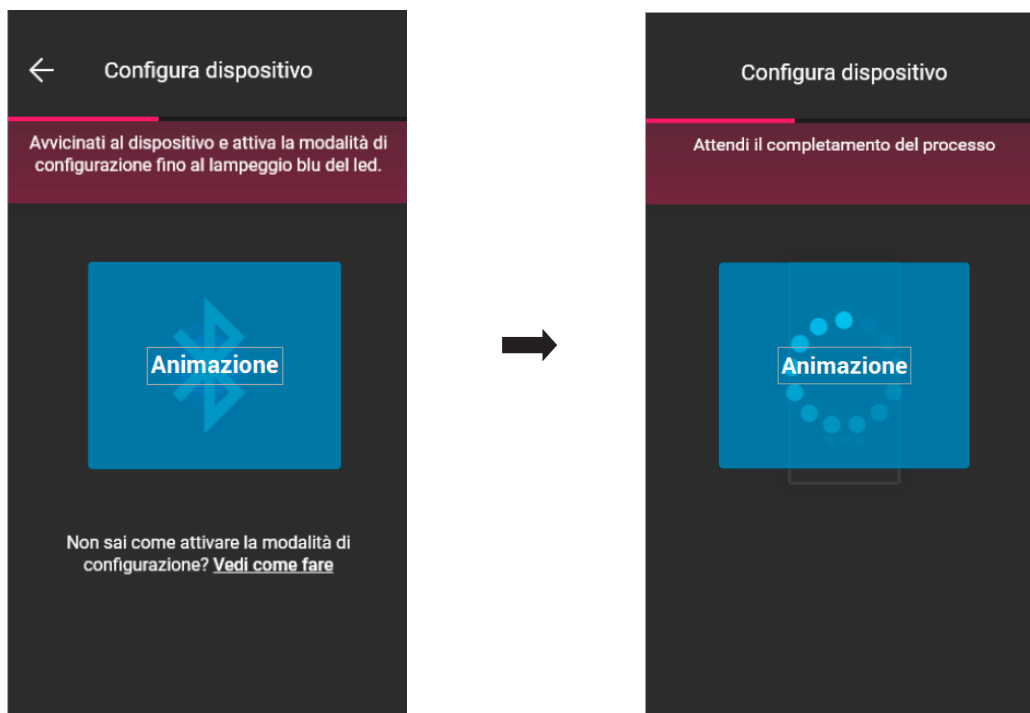 Configura dispositivo
Avvicinati al dispositivo e attiva la modalità di
configurazione fino al lampeggio blu del led.
Animazione
Non sai come attivare la modalità di
configurazione? Vedi come fare
Configura dispositivo
Attendi il completamento del processo
Animazione